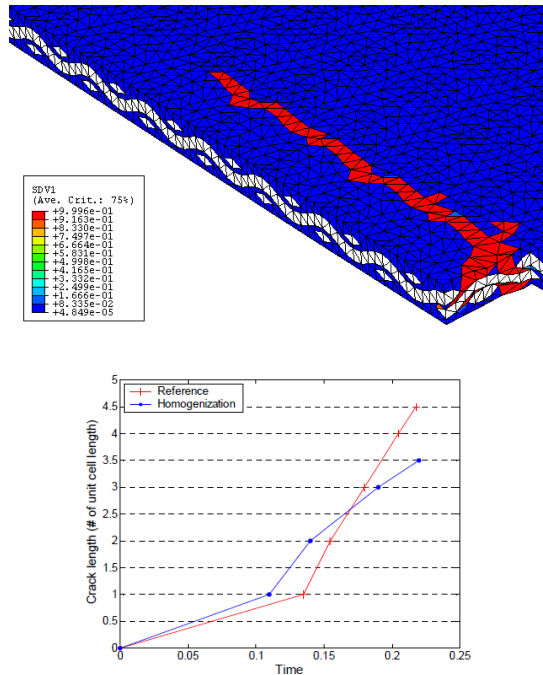 SDV1
(Ave. Crit.: 75%)
+9.996e-01
+9.163e-01
+8.330e-01
+7.497e-01
+6.664e-01
+5.831e-01
+4.998e-01
+4.165e-01
+3.332e-01
+2.499e-01
+1.666e-01
+8.335e-02
+4.849e-05
Crack length (# of unit cell length)
5
4.5
4
3.5
3
2.5
2
1.5
1
0.5
0
Reference
Homogenization
0
0.05
0.1
0.15
0.2
0.25
Time